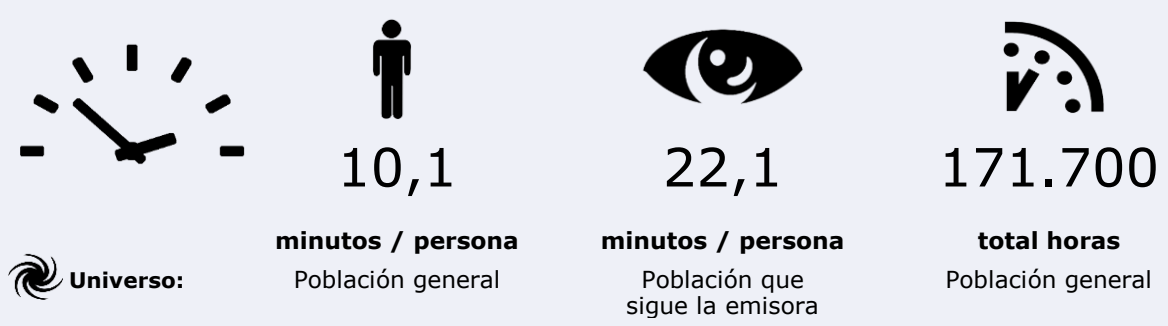 10,1
22,1
171.700
minutos / persona
minutos / persona
total horas
Universo:
Población general
Población que
sigue la emisora
Población general